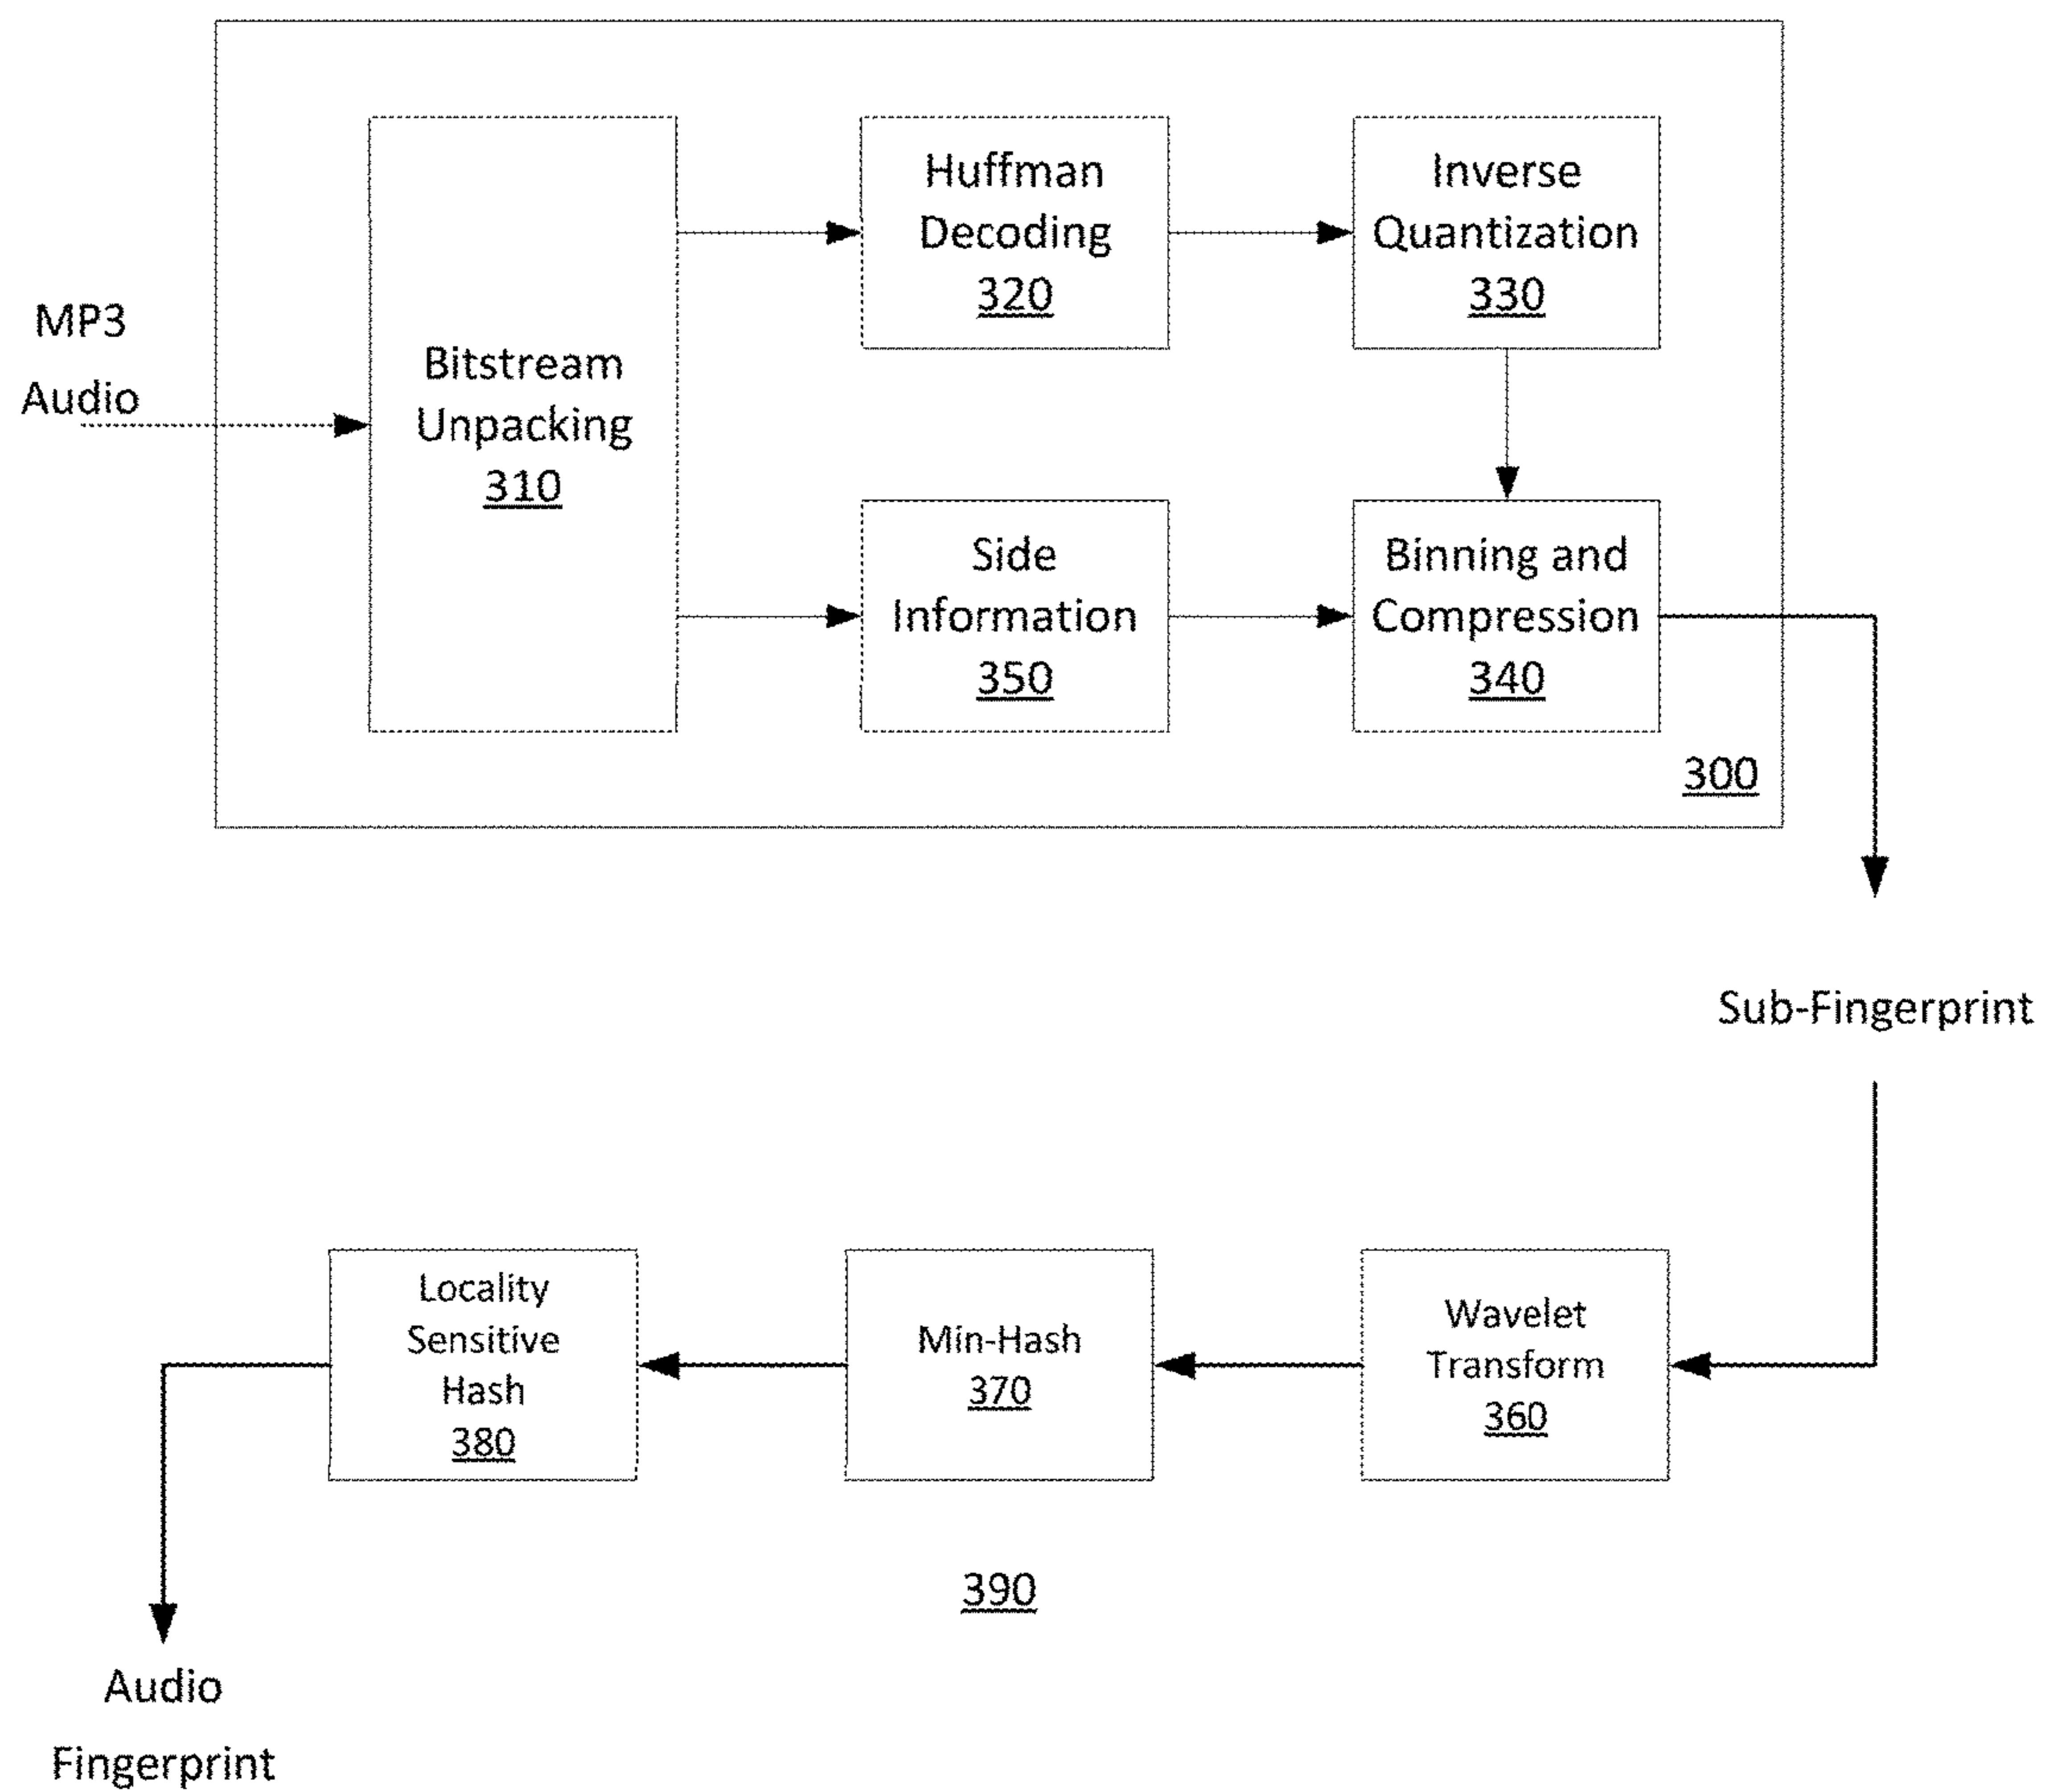 MP3
Audio
Bitstream
Unpacking
310
Huffman
Decoding
320
Inverse
Quantization
330
Side
Information
350
Binning and
Compression
340
300
Sub-Fingerprint
Wavelet
Transform
360
Min-Hash
370
Locality
Sensitive
Hash
380
390
Audio
Fingerprint